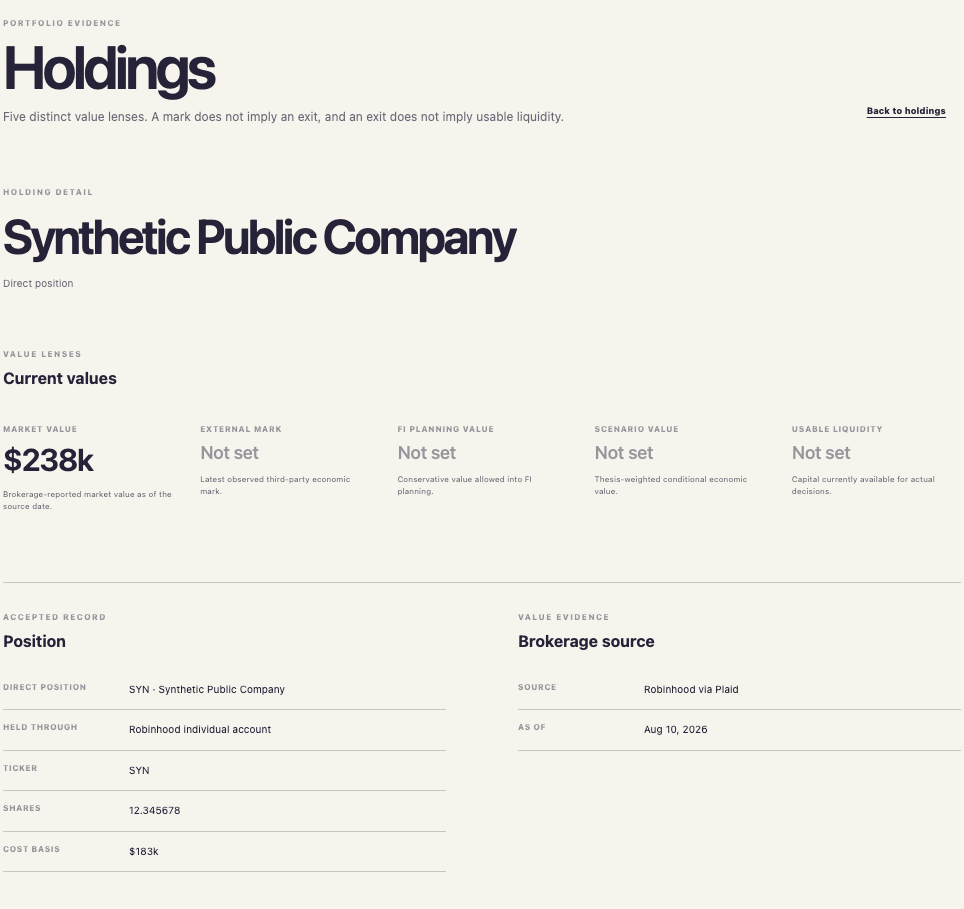 PORTFOLIO EVIDENCE
Holdings
Five distinct value lenses. A mark does not imply an exit, and an exit does not imply usable liquidity.
Back to holdings
HOLDING DETAIL
Synthetic Public Company
Direct position
VALUE LENSES
Current values
MARKET VALUE
$238k
Brokerage-reported market value as of the
source date.
EXTERNAL MARK
Not set
Latest observed third-party economic
mark.
FI PLANNING VALUE
Not set
Conservative value allowed into FI
planning.
SCENARIO VALUE
Not set
Thesis-weighted conditional economic
value.
USABLE LIQUIDITY
Not set
Capital currently available for actual
decisions.
ACCEPTED RECORD
Position
DIRECT POSITION SYN · Synthetic Public Company
HELD THROUGH Robinhood individual account
TICKER SYN
SHARES 12.345678
COST BASIS $183k
VALUE EVIDENCE
Brokerage source
SOURCE Robinhood via Plaid
AS OF Aug 10, 2026